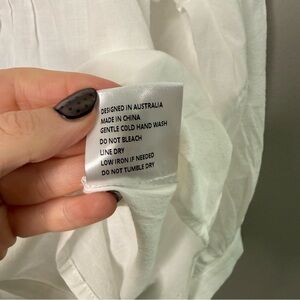 DESIGNED IN AUSTRALIA
MADE IN CHINA
GENTLE COLD HAND WASH
DO NOT BLEACH
LINE DRY
LOW IRON IF NEEDED
DO NOT TUMBLE DRY